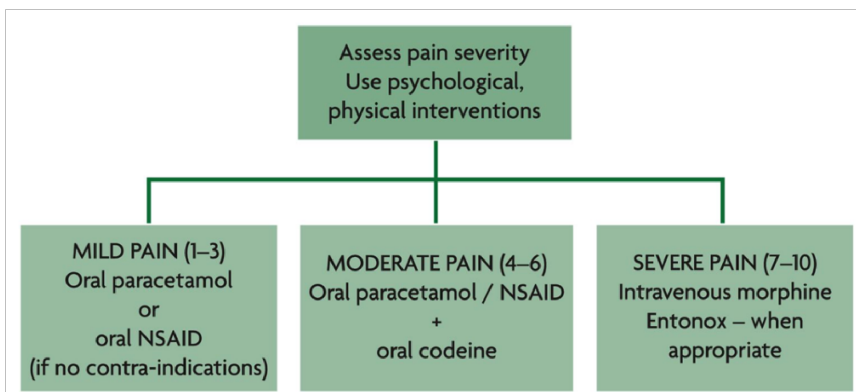 Assess pain severity
Use psychological,
physical interventions
MILD PAIN (1–3)
Oral paracetamol
or
oral NSAID
(if no contra-indications)
MODERATE PAIN (4–6)
Oral paracetamol / NSAID
+
oral codeine
SEVERE PAIN (7–10)
Intravenous morphine
Entonox – when
appropriate